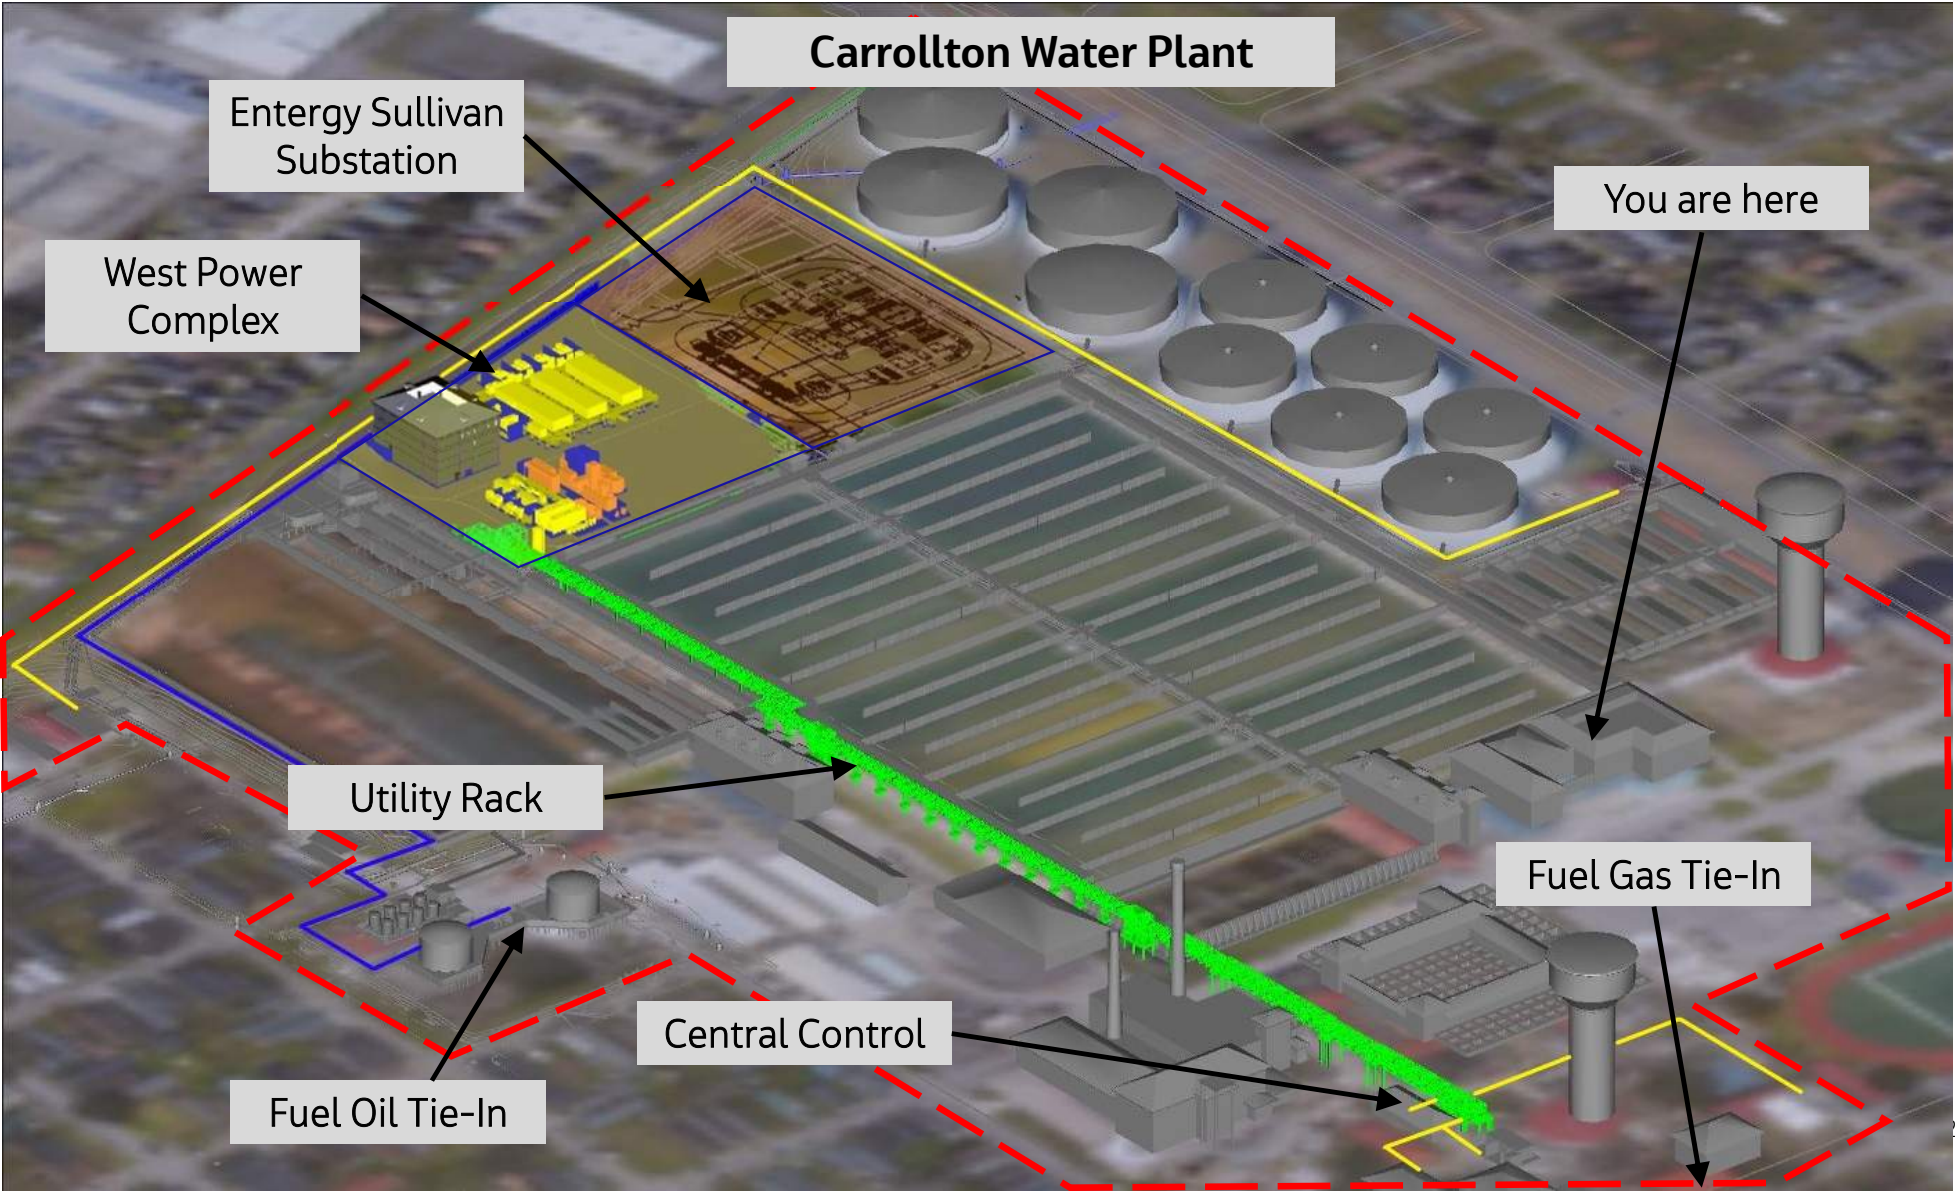 Carrollton Water Plant
Entergy Sullivan
Substation
You are here
West Power
Complex
Utility Rack
Fuel Gas Tie-In
Central Control
Fuel Oil Tie-In